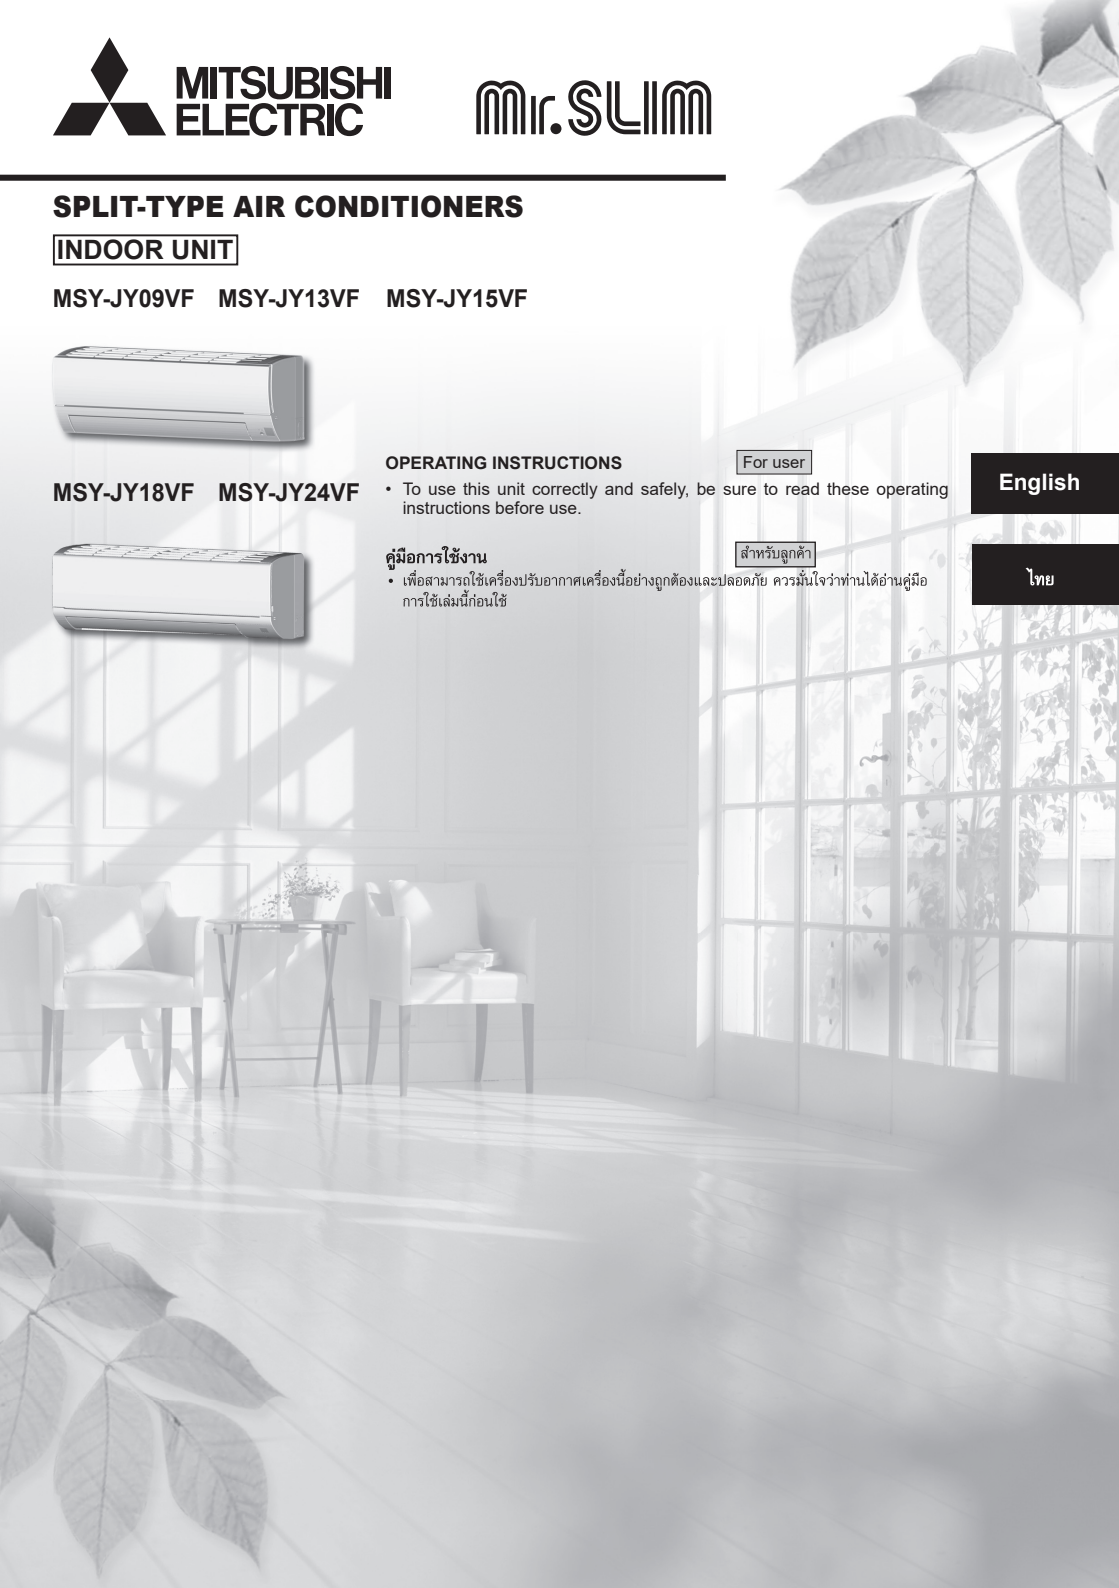 MITSUBISHI
ELECTRIC
Mr.SLIM
SPLIT-TYPE AIR CONDITIONERS
INDOOR UNIT
MSY-JY09VF MSY-JY13VF MSY-JY15VF
MSY-JY18VF MSY-JY24VF
OPERATING INSTRUCTIONS
For user
• To use this unit correctly and safely, be sure to read these operating
instructions before use.
English
คู่มือการใช้งาน
สำหรับลูกค้า
• เพื่อสามารถใช้เครื่องปรับอากาศเครื่องนี้อย่างถูกต้องและปลอดภัย ควรมั่นใจว่าท่านได้อ่านคู่มือ
การใช้เล่มนี้ก่อนใช้
ไทย